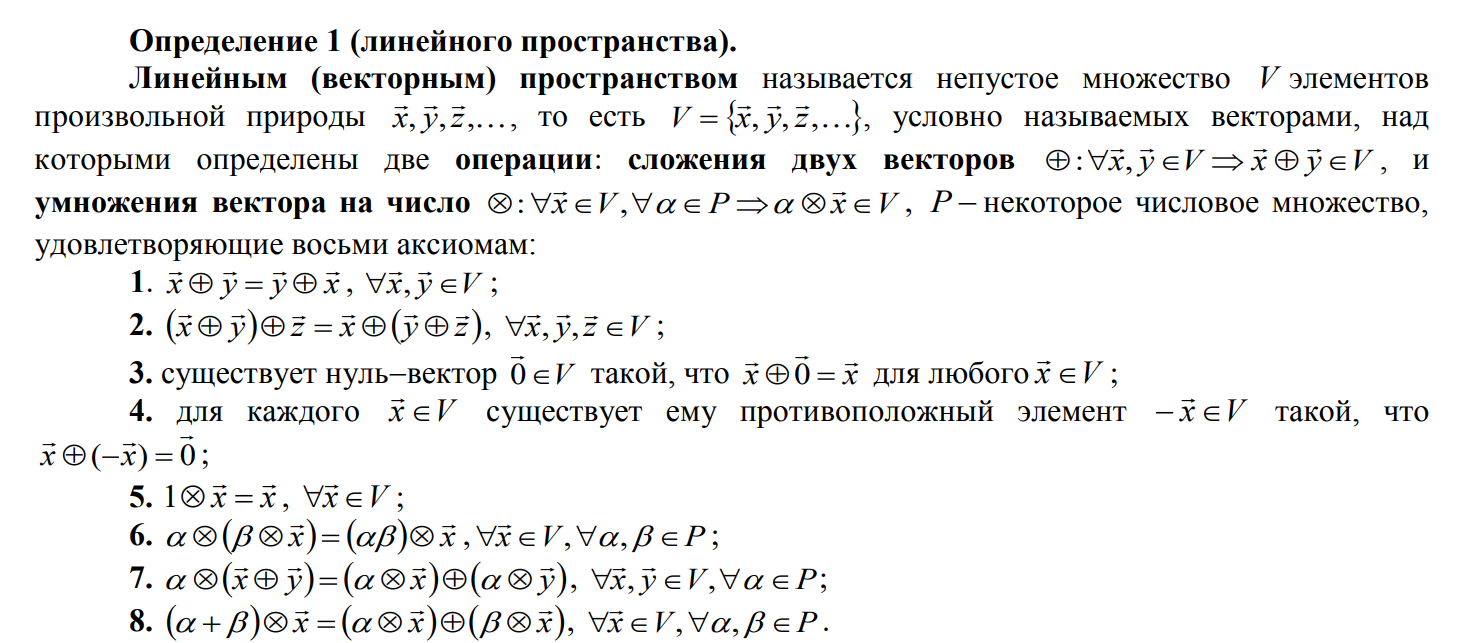 Определение 1 (линейного пространства).
Линейным (векторным) пространством называется непустое множество V элементов
произвольной природы x⃗, y⃗, z⃗,…, то есть V = {x⃗, y⃗, z⃗,…}, условно называемых векторами, над
которыми определены две операции: сложения двух векторов ⊕: ∀x⃗, y⃗ ∈ V ⇒ x⃗ ⊕ y⃗ ∈ V, и
умножения вектора на число ⊗: ∀x⃗ ∈ V, ∀α ∈ P ⇒ α ⊗ x⃗ ∈ V, P – некоторое числовое множество,
удовлетворяющие восьми аксиомам:
1. x⃗ ⊕ y⃗ = y⃗ ⊕ x⃗, ∀x⃗, y⃗ ∈ V;
2. (x⃗ ⊕ y⃗) ⊕ z⃗ = x⃗ ⊕ (y⃗ ⊕ z⃗), ∀x⃗, y⃗, z⃗ ∈ V;
3. существует нуль–вектор 0⃗ ∈ V такой, что x⃗ ⊕ 0⃗ = x⃗ для любого x⃗ ∈ V;
4. для каждого x⃗ ∈ V существует ему противоположный элемент −x⃗ ∈ V такой, что
x⃗ ⊕ (−x⃗) = 0⃗;
5. 1 ⊗ x⃗ = x⃗, ∀x⃗ ∈ V;
6. α ⊗ (β ⊗ x⃗) = (αβ) ⊗ x⃗, ∀x⃗ ∈ V, ∀α, β ∈ P;
7. α ⊗ (x⃗ ⊕ y⃗) = (α ⊗ x⃗) ⊕ (α ⊗ y⃗), ∀x⃗, y⃗ ∈ V, ∀α ∈ P;
8. (α + β) ⊗ x⃗ = (α ⊗ x⃗) ⊕ (β ⊗ x⃗), ∀x⃗ ∈ V, ∀α, β ∈ P.